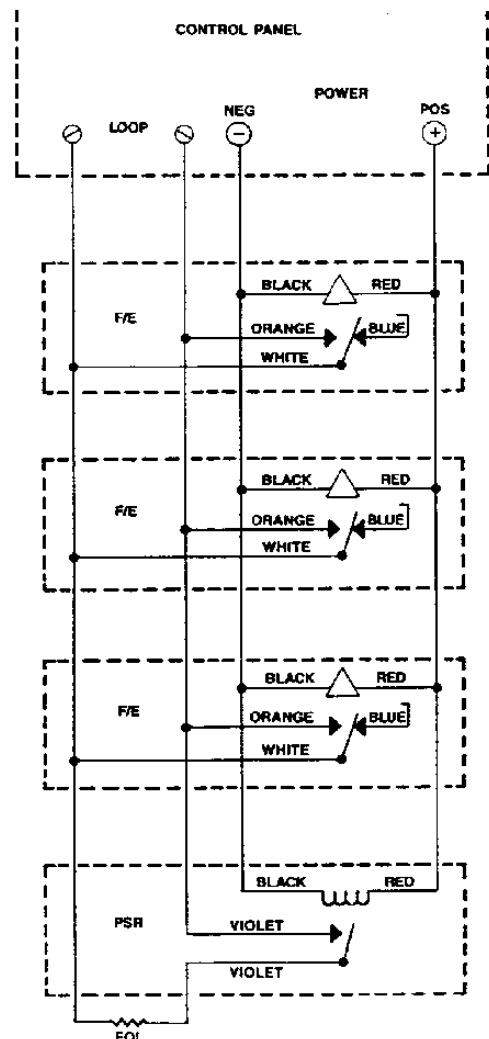 CONTROL PANEL
POWER
LOOP NEG POS
− +
BLACK RED
F/E
ORANGE BLUE
WHITE
BLACK RED
F/E
ORANGE BLUE
WHITE
BLACK RED
F/E
ORANGE BLUE
WHITE
BLACK RED
PSR
VIOLET
VIOLET
EOL